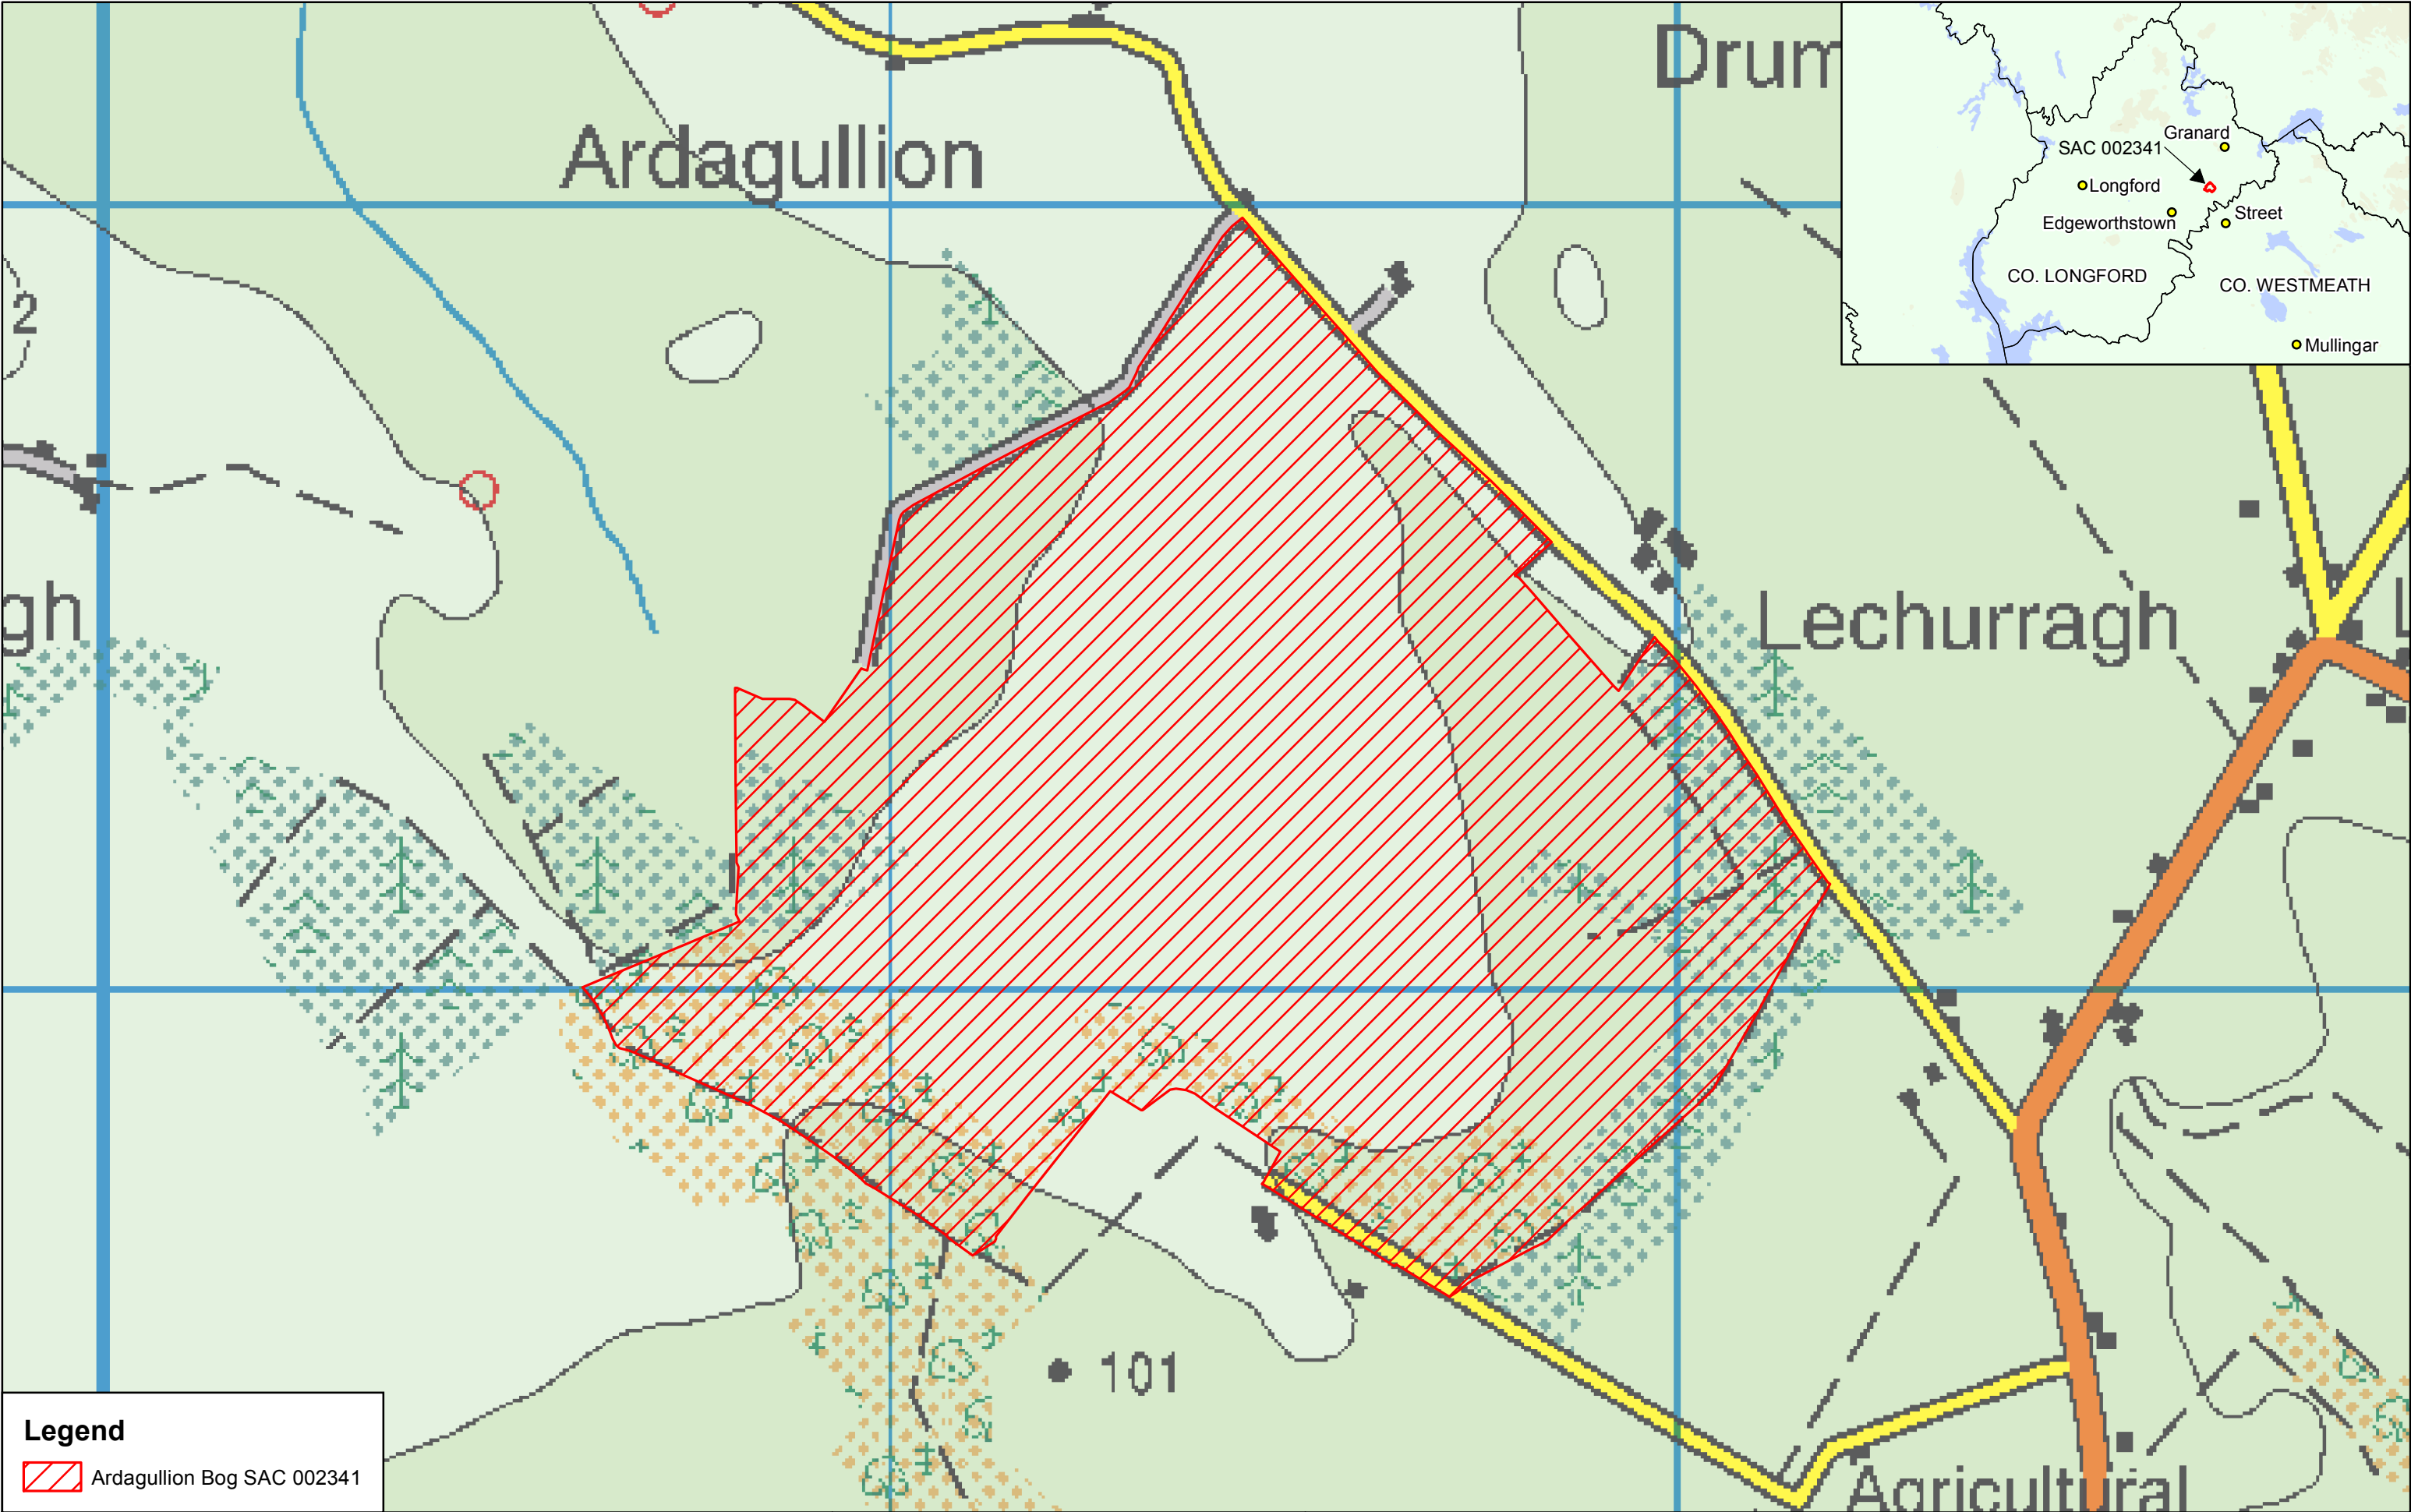 Drum
Ardagullion
Granard
SAC 002341
Longford
Street
Edgeworthstown
CO. LONGFORD
CO. WESTMEATH
Mullingar
2
gh
Lechurragh
L
101
Legend
Ardagullion Bog SAC 002341
Agricultural